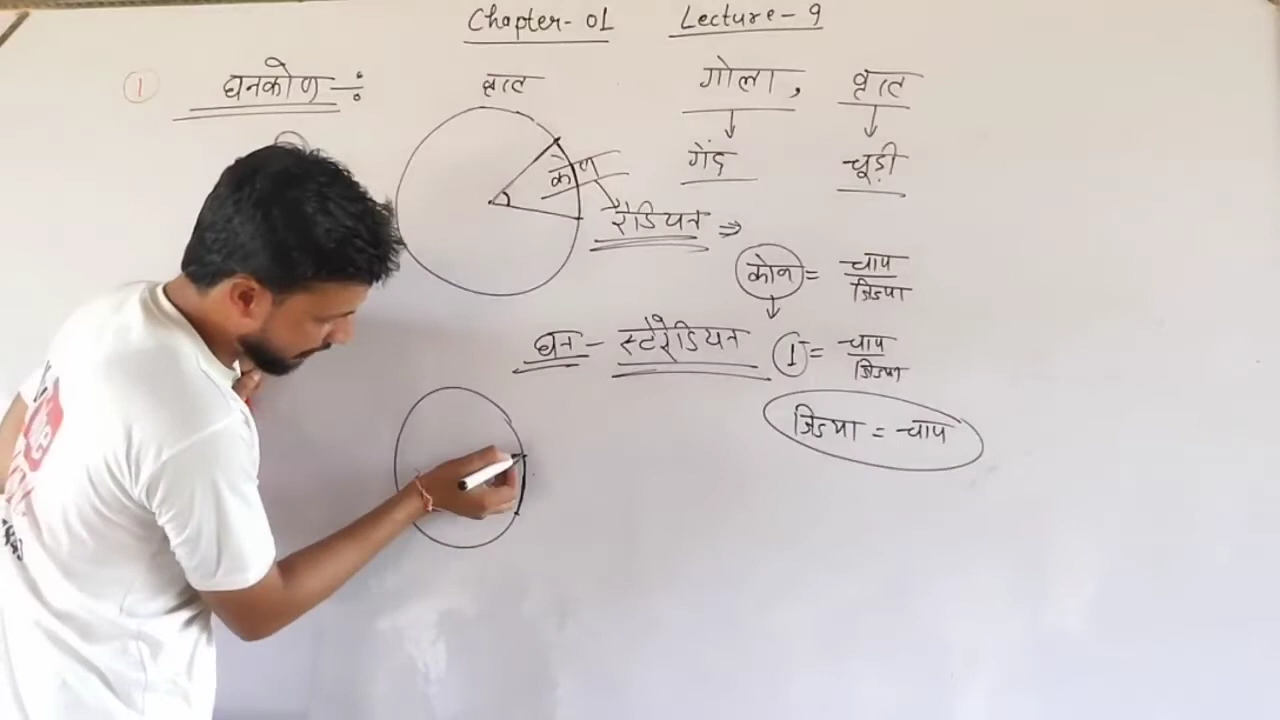 Chapter-01 Lecture-9
① घनकोण ÷ वृात गोला, वृात
↓ ↓
कोण गेंद चूड़ी
रेडियन ⇒
कोन = चाप / त्रिज्या
↓
घन - स्टेरेडियन 1 = चाप / त्रिज्या
त्रिज्या = चाप